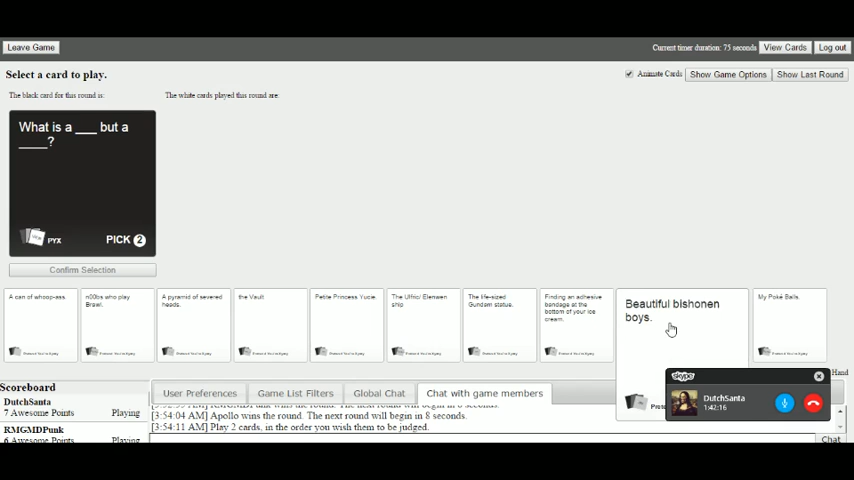 Leave Game
Current timer duration: 75 seconds View Cards Log out
Select a card to play.
Animate Cards Show Game Options Show Last Round
The black card for this round is:
The white cards played this round are:
What is a ___ but a
____?
PYX
PICK 2
Confirm Selection
A can of whoop-ass.
n00bs who play
Brawl.
A pyramid of severed
heads.
the Vault
Petite Princess Yucie.
The Ulfric/ Elenwen
ship
The life-sized
Gundam statue.
Finding an adhesive
bandage at the
bottom of your ice
cream.
Beautiful bishonen
boys.
My Poké Balls.
Hand
skype
DutchSanta
1:42:16
Scoreboard
DutchSanta
7 Awesome Points Playing
RMGMDPunk
6 Awesome Points Playing
User Preferences
Game List Filters
Global Chat
Chat with game members
[3:54:04 AM] Apollo wins the round. The next round will begin in 8 seconds.
[3:54:11 AM] Play 2 cards, in the order you wish them to be judged.
Chat